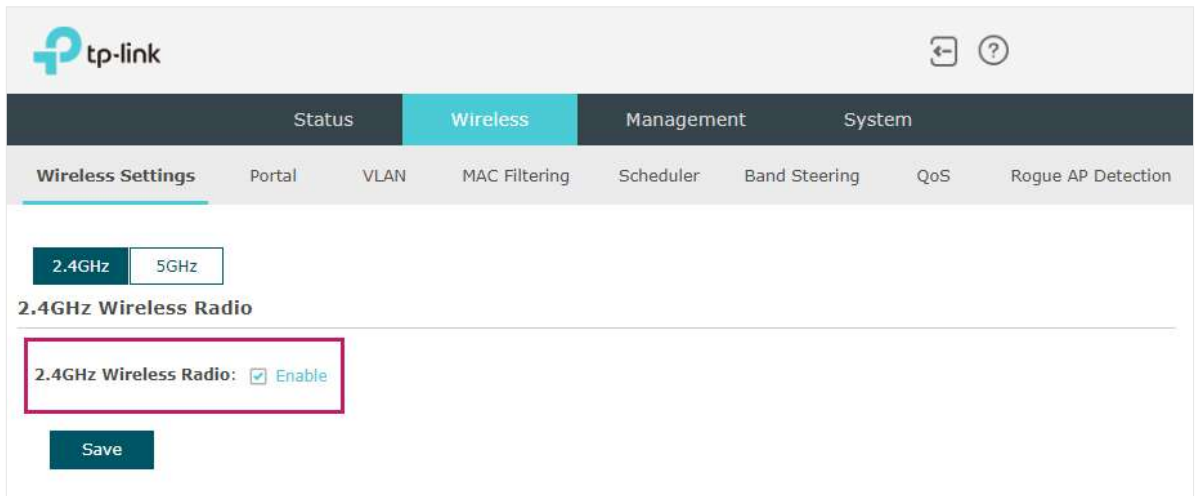 tp-link
?
Status Wireless Management System
Wireless Settings Portal VLAN MAC Filtering Scheduler Band Steering QoS Rogue AP Detection
2.4GHz 5GHz
2.4GHz Wireless Radio
2.4GHz Wireless Radio: Enable
Save